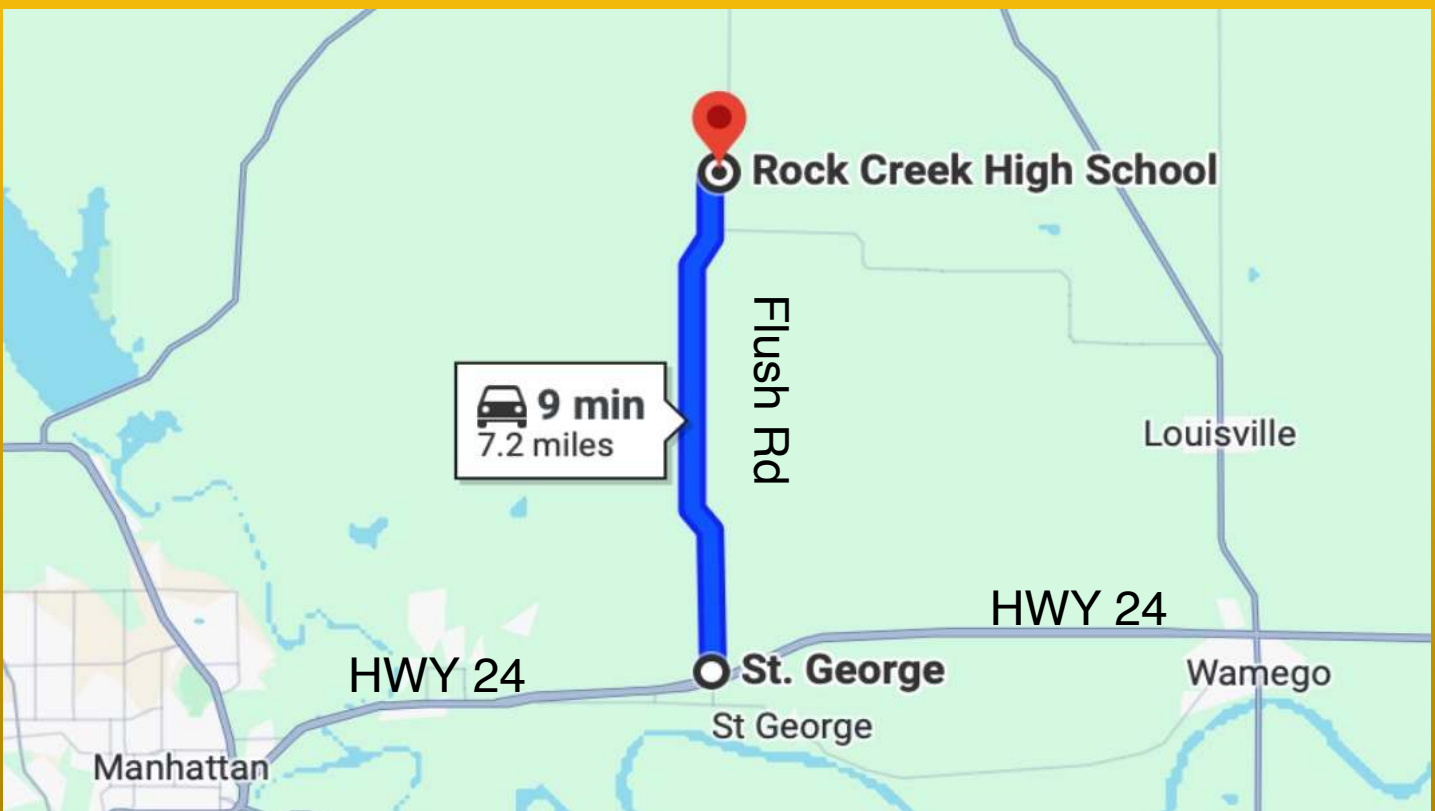 Rock Creek High School
Flush Rd
9 min
7.2 miles
Louisville
HWY 24
HWY 24
St. George
Wamego
St George
Manhattan